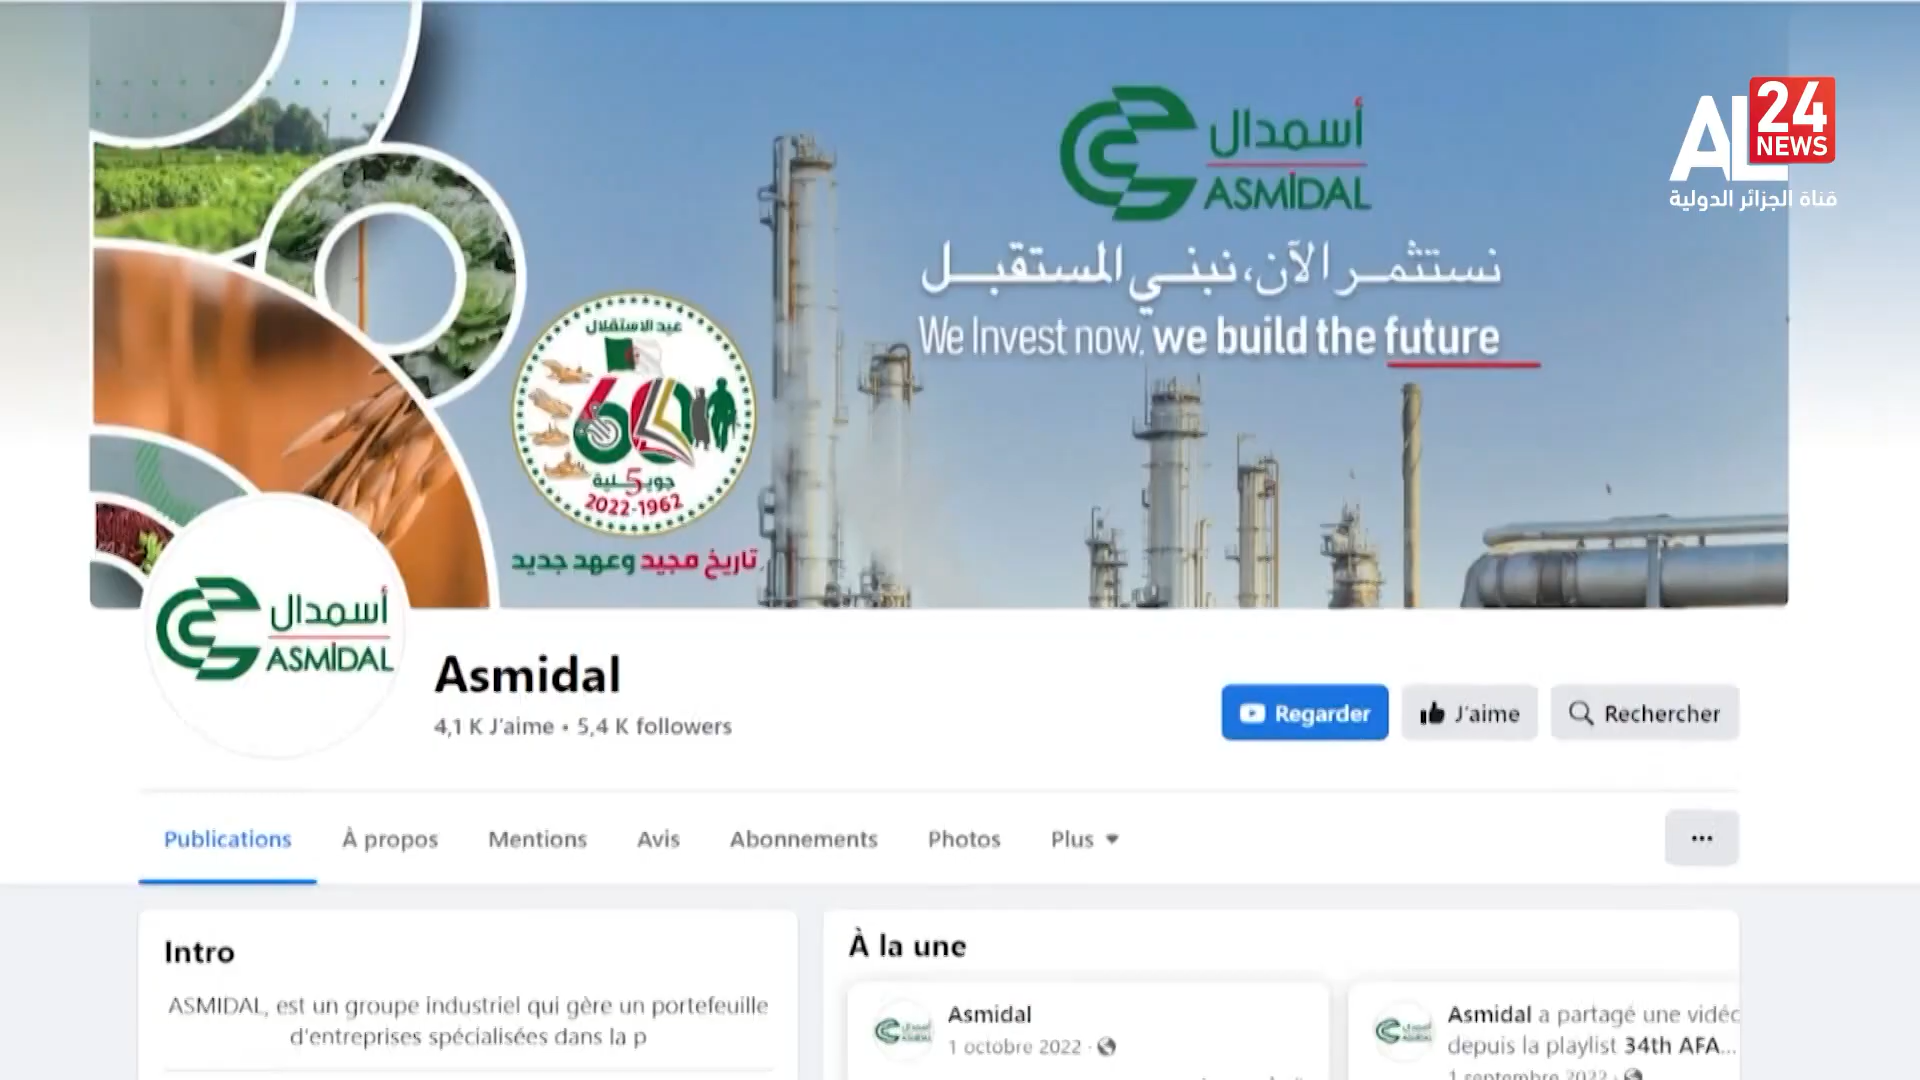 أسمدال
ASMIDAL
AL 24 NEWS
قناة الجزائر الدولية
نستثمر الآن، نبني المستقبل
We Invest now, we build the future
عيد الاستقلال
60
جويلية 5
2022-1962
تاريخ مجيد وعهد جديد
أسمدال
ASMIDAL
Asmidal
4,1 K J'aime • 5,4 K followers
Regarder
J'aime
Rechercher
Publications
À propos
Mentions
Avis
Abonnements
Photos
Plus
Intro
ASMIDAL, est un groupe industriel qui gère un portefeuille
d'entreprises spécialisées dans la p
À la une
Asmidal
1 octobre 2022
Asmidal a partagé une vidéo
depuis la playlist 34th AFA...
1 septembre 2022